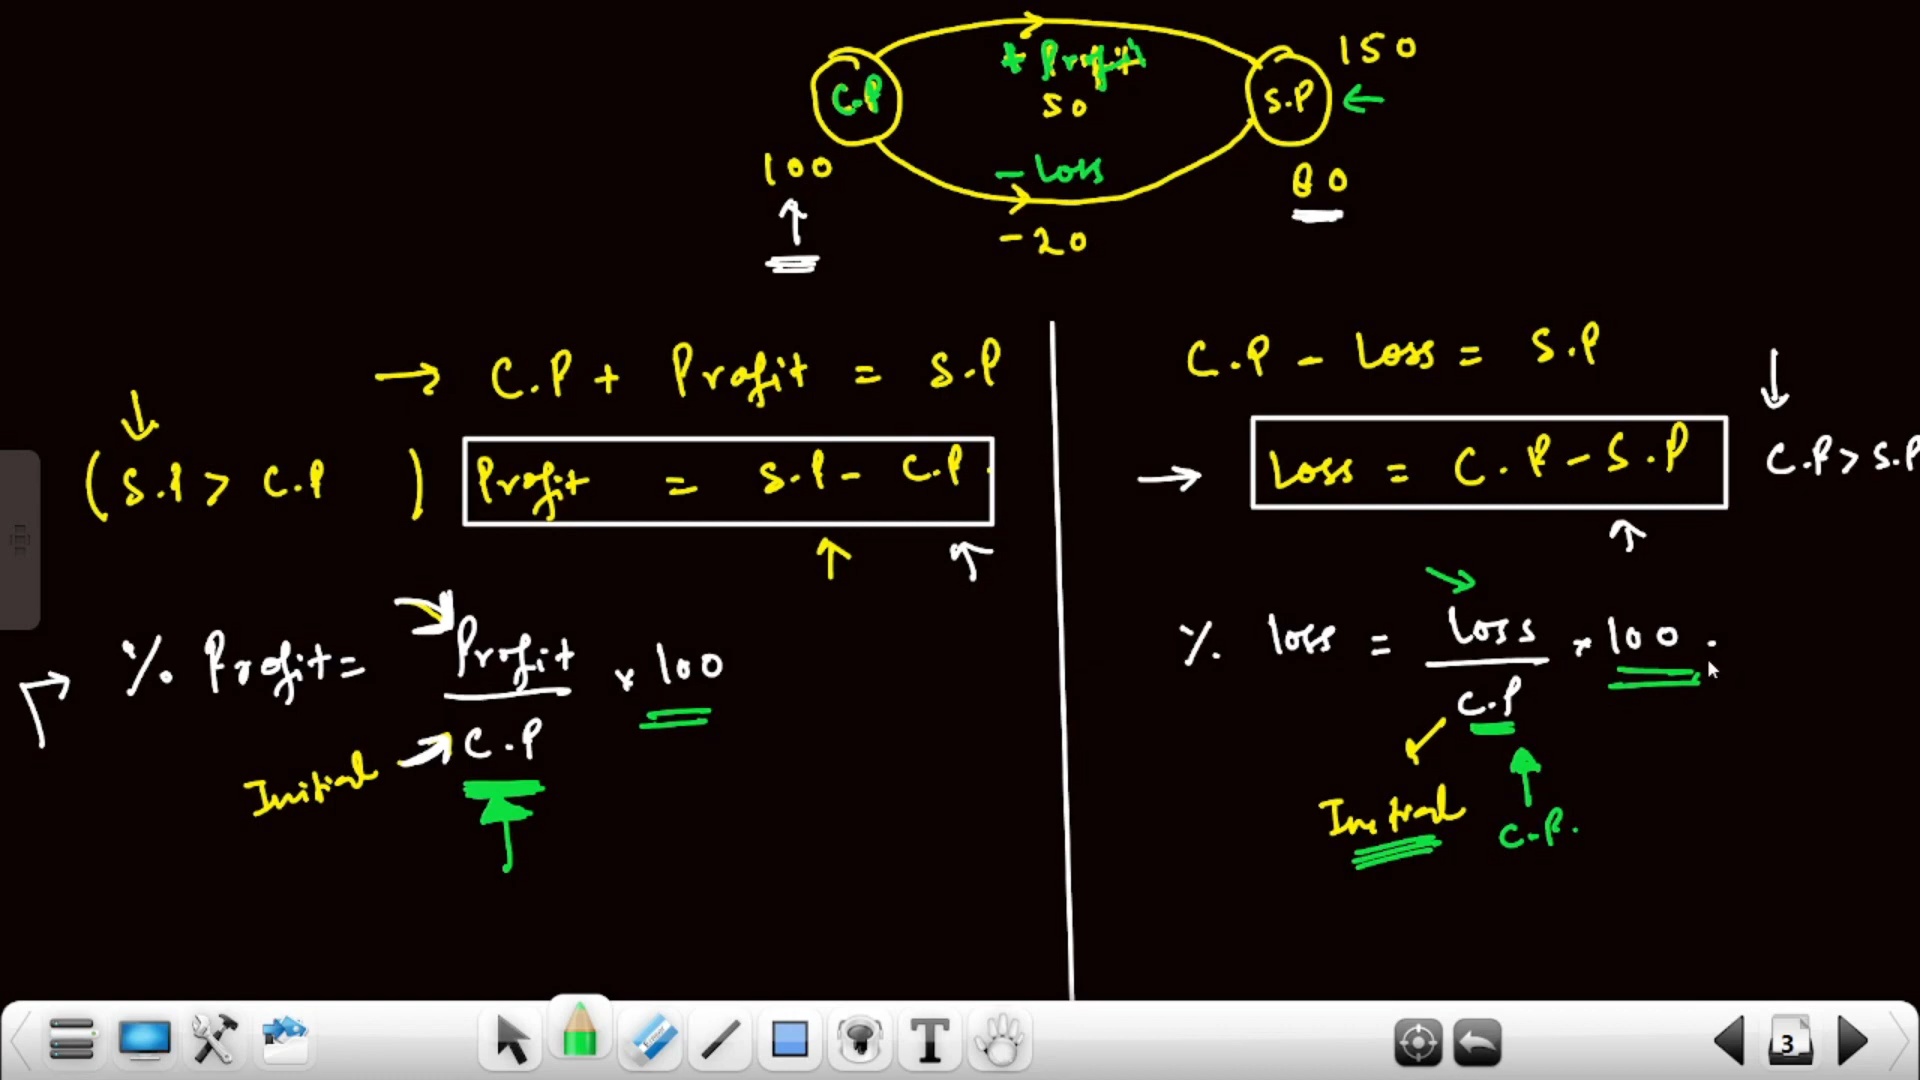 150
+ Profit
C.P
50
S.P
←
100
- Loss
80
-20
→ C.P + Profit = S.P
(S.P > C.P) Profit = S.P - C.P.
% Profit = Profit / C.P × 100
Initial
C.P - Loss = S.P
→ Loss = C.P - S.P
C.P > S.P
% loss = Loss / C.P × 100.
Initial
C.P.
T
3